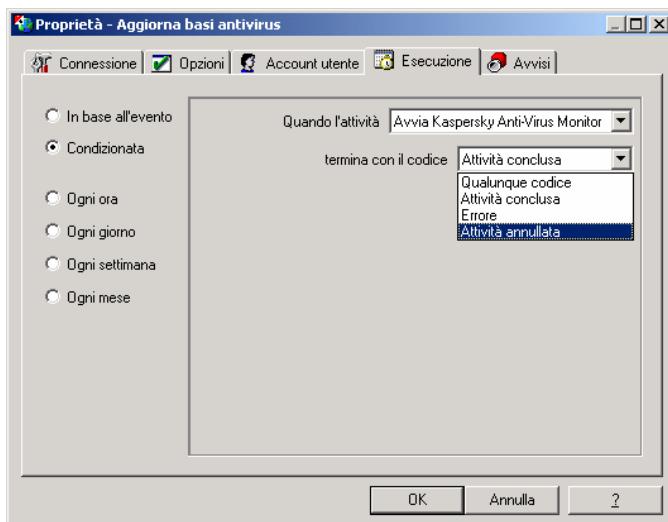 Proprietà - Aggiorna basi antivirus
Connessione
Opzioni
Account utente
Esecuzione
Avvisi
In base all'evento
Condizionata
Ogni ora
Ogni giorno
Ogni settimana
Ogni mese
Quando l'attività
Avvia Kaspersky Anti-Virus Monitor
termina con il codice
Attività conclusa
Qualunque codice
Attività conclusa
Errore
Attività annullata
OK
Annulla
?